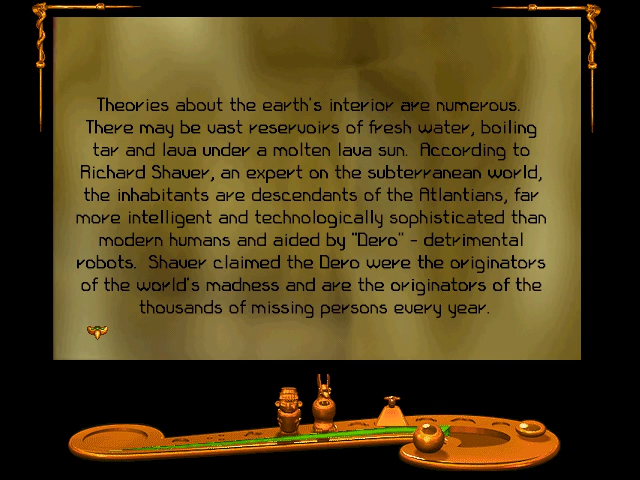 Theories about the earth's interior are numerous.
There may be vast reservoirs of fresh water, boiling
tar and lava under a molten lava sun. According to
Richard Shaver, an expert on the subterranean world,
the inhabitants are descendants of the Atlantians, far
more intelligent and technologically sophisticated than
modern humans and aided by "Dero" - detrimental
robots. Shaver claimed the Dero were the originators
of the world's madness and are the originators of the
thousands of missing persons every year.